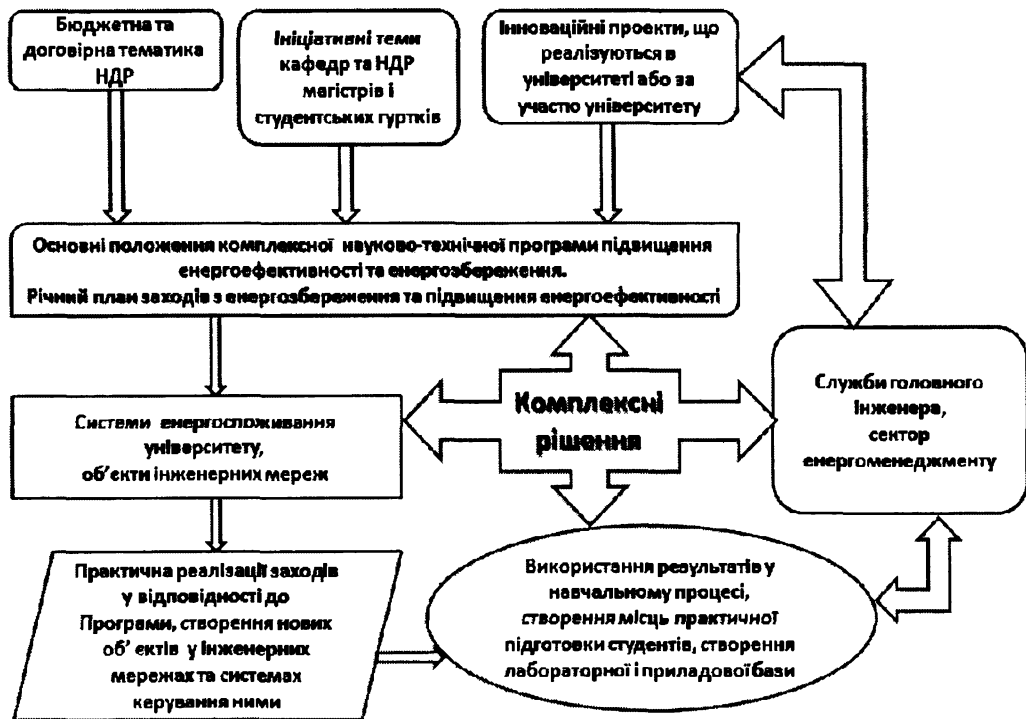 Бюджетна та
договірна тематика
НДР
Ініціативні теми
кафедр та НДР
магістрів і
студентських гуртків
Інноваційні проекти, що
реалізуються в
університеті або за
участю університету
Основні положення комплексної науково-технічної програми підвищення
енергоефективності та енергозбереження.
Річний план заходів з енергозбереження та підвищення енергоефективності
Комплексні
рішення
Служби головного
інженера,
сектор
енергоменеджменту
Системи енергоспоживання
університету,
об’єкти інженерних мереж
Практична реалізації заходів
у відповідності до
Програми, створення нових
об’ єктів у інженерних
мережах та системах
керування ними
Використання результатів у
навчальному процесі,
створення місць практичної
підготовки студентів, створення
лабораторної і приладової бази